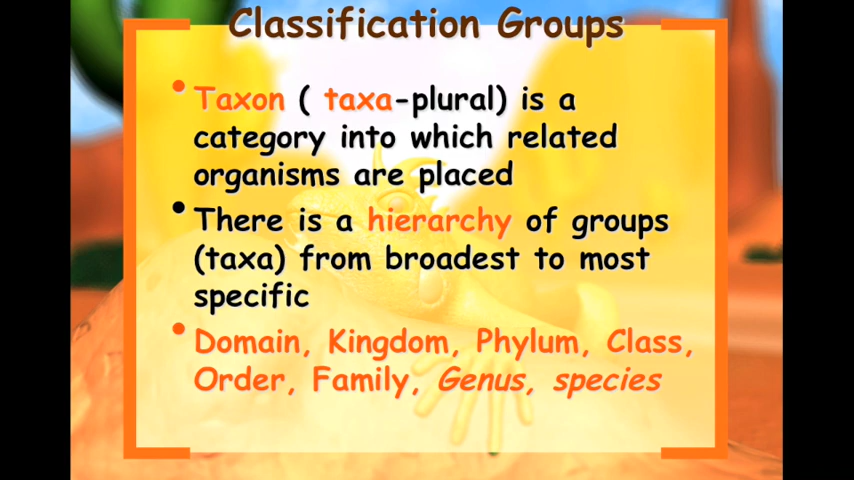 Classification Groups
• Taxon ( taxa-plural) is a
category into which related
organisms are placed
• There is a hierarchy of groups
(taxa) from broadest to most
specific
• Domain, Kingdom, Phylum, Class,
Order, Family, Genus, species